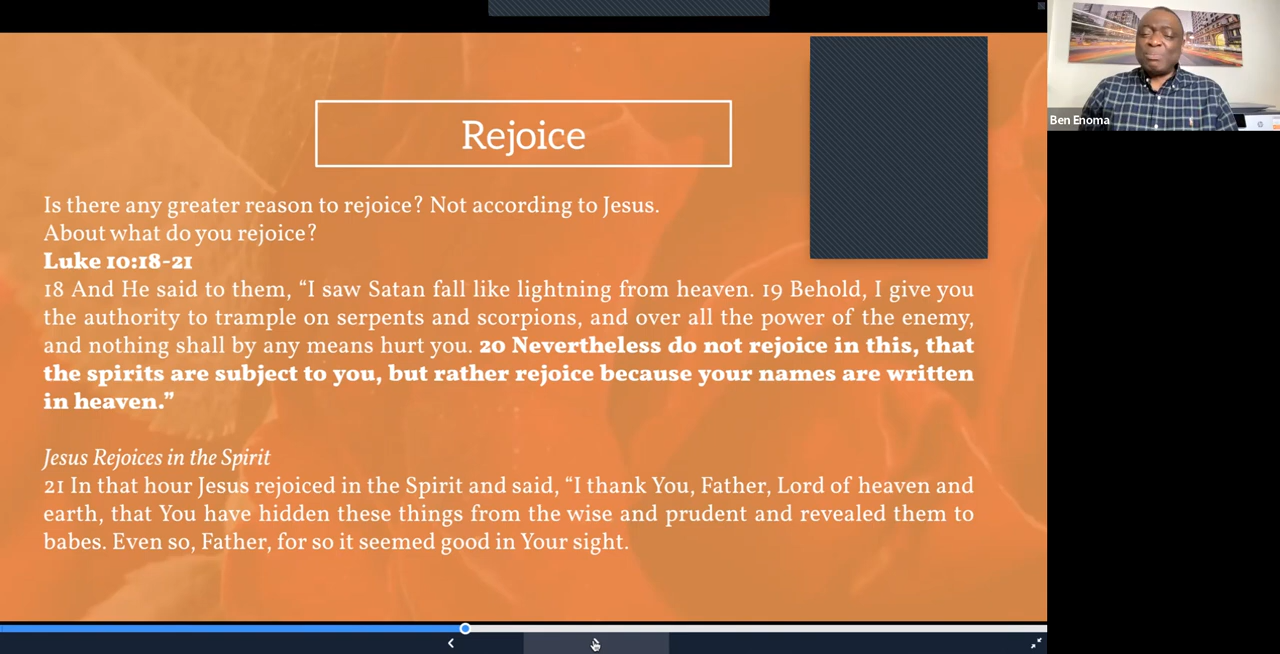 Rejoice
Is there any greater reason to rejoice? Not according to Jesus.
About what do you rejoice?
Luke 10:18-21
18 And He said to them, “I saw Satan fall like lightning from heaven. 19 Behold, I give you
the authority to trample on serpents and scorpions, and over all the power of the enemy,
and nothing shall by any means hurt you. 20 Nevertheless do not rejoice in this, that
the spirits are subject to you, but rather rejoice because your names are written
in heaven.”
Jesus Rejoices in the Spirit
21 In that hour Jesus rejoiced in the Spirit and said, “I thank You, Father, Lord of heaven and
earth, that You have hidden these things from the wise and prudent and revealed them to
babes. Even so, Father, for so it seemed good in Your sight.
Ben Enoma